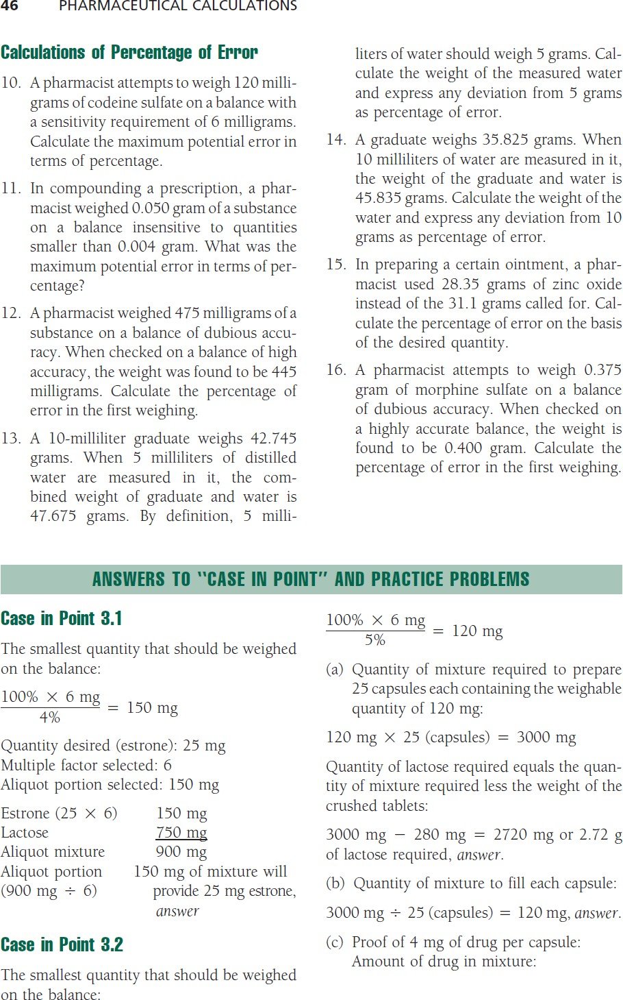 46 PHARMACEUTICAL CALCULATIONS
Calculations of Percentage of Error
10. A pharmacist attempts to weigh 120 milli-
grams of codeine sulfate on a balance with
a sensitivity requirement of 6 milligrams.
Calculate the maximum potential error in
terms of percentage.
11. In compounding a prescription, a phar-
macist weighed 0.050 gram of a substance
on a balance insensitive to quantities
smaller than 0.004 gram. What was the
maximum potential error in terms of per-
centage?
12. A pharmacist weighed 475 milligrams of a
substance on a balance of dubious accu-
racy. When checked on a balance of high
accuracy, the weight was found to be 445
milligrams. Calculate the percentage of
error in the first weighing.
13. A 10-milliliter graduate weighs 42.745
grams. When 5 milliliters of distilled
water are measured in it, the com-
bined weight of graduate and water is
47.675 grams. By definition, 5 milli-
liters of water should weigh 5 grams. Cal-
culate the weight of the measured water
and express any deviation from 5 grams
as percentage of error.
14. A graduate weighs 35.825 grams. When
10 milliliters of water are measured in it,
the weight of the graduate and water is
45.835 grams. Calculate the weight of the
water and express any deviation from 10
grams as percentage of error.
15. In preparing a certain ointment, a phar-
macist used 28.35 grams of zinc oxide
instead of the 31.1 grams called for. Cal-
culate the percentage of error on the basis
of the desired quantity.
16. A pharmacist attempts to weigh 0.375
gram of morphine sulfate on a balance
of dubious accuracy. When checked on
a highly accurate balance, the weight is
found to be 0.400 gram. Calculate the
percentage of error in the first weighing.
ANSWERS TO "CASE IN POINT" AND PRACTICE PROBLEMS
Case in Point 3.1
The smallest quantity that should be weighed
on the balance:
100% × 6 mg
= 150 mg
4%
Quantity desired (estrone): 25 mg
Multiple factor selected: 6
Aliquot portion selected: 150 mg
Estrone (25 × 6) 150 mg
Lactose 750 mg
Aliquot mixture 900 mg
Aliquot portion 150 mg of mixture will
(900 mg ÷ 6) provide 25 mg estrone,
answer
Case in Point 3.2
The smallest quantity that should be weighed
on the balance:
100% × 6 mg
= 120 mg
5%
(a) Quantity of mixture required to prepare
25 capsules each containing the weighable
quantity of 120 mg:
120 mg × 25 (capsules) = 3000 mg
Quantity of lactose required equals the quan-
tity of mixture required less the weight of the
crushed tablets:
3000 mg − 280 mg = 2720 mg or 2.72 g
of lactose required, answer.
(b) Quantity of mixture to fill each capsule:
3000 mg ÷ 25 (capsules) = 120 mg, answer.
(c) Proof of 4 mg of drug per capsule:
Amount of drug in mixture: